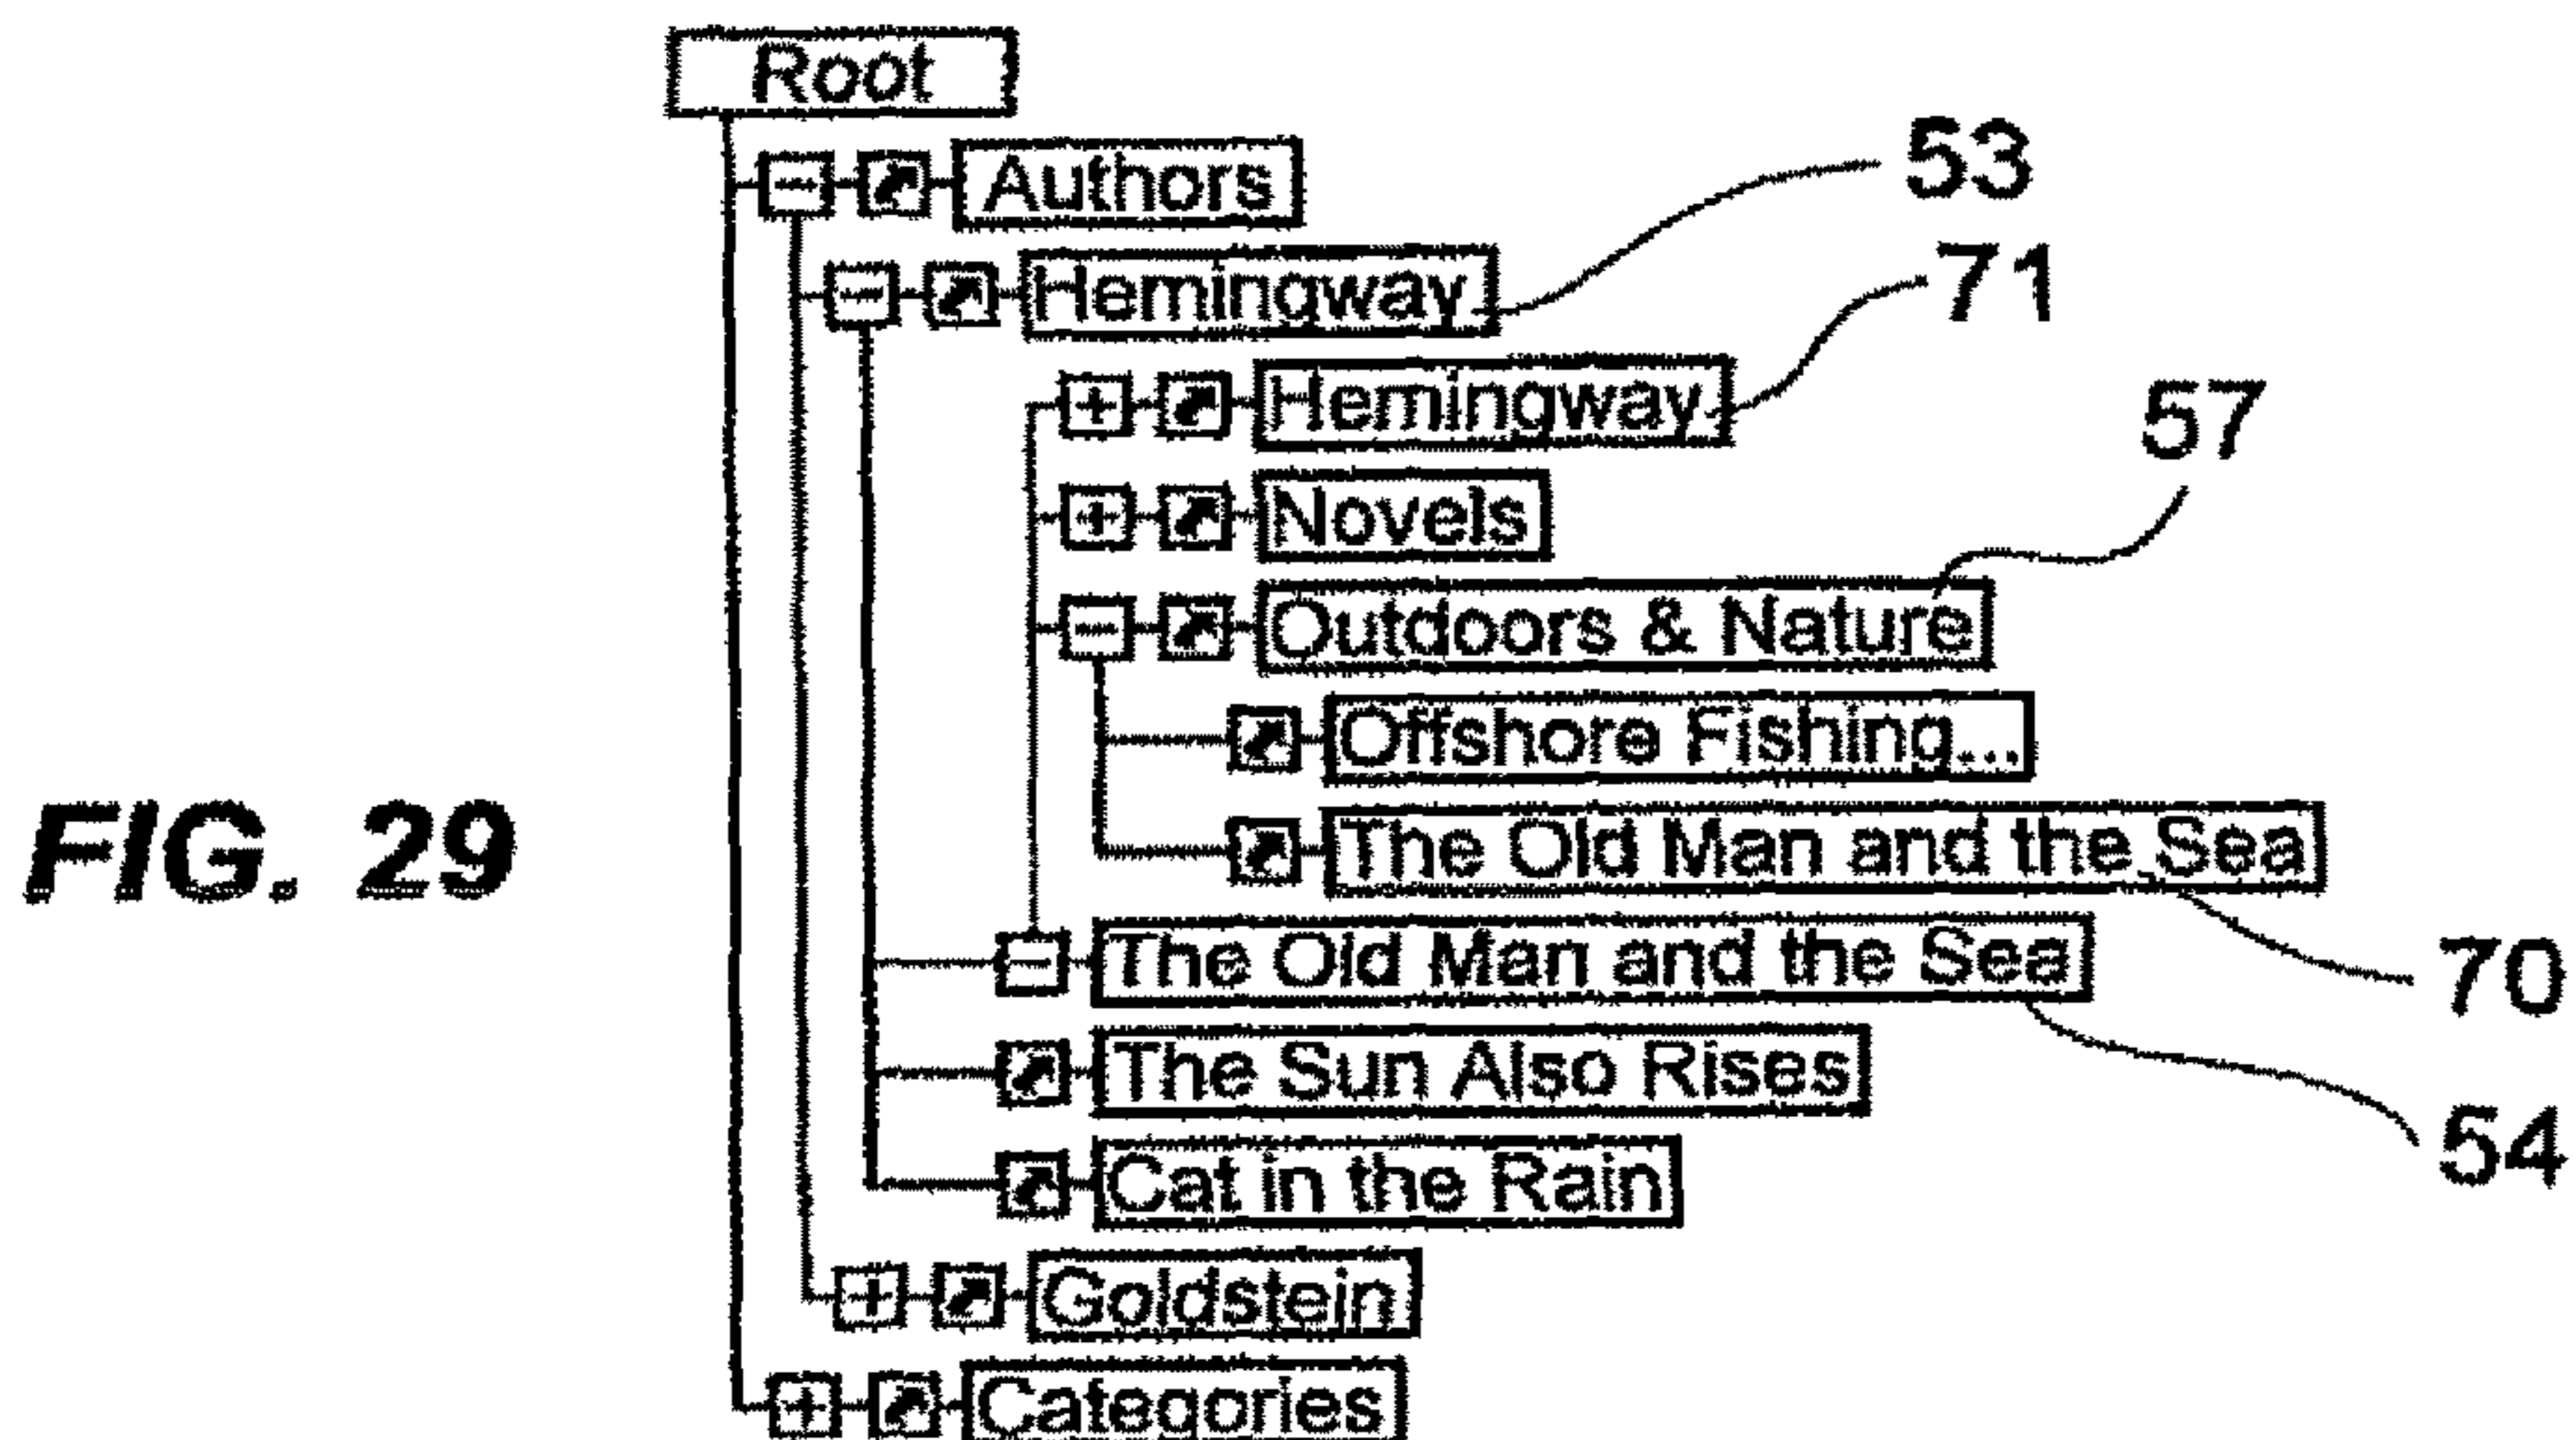 Root
Authors
53
Hemingway
71
Hemingway
57
Novels
Outdoors & Nature
Offshore Fishing...
FIG. 29
The Old Man and the Sea
The Old Man and the Sea
70
The Sun Also Rises
54
Cat in the Rain
Goldstein
Categories